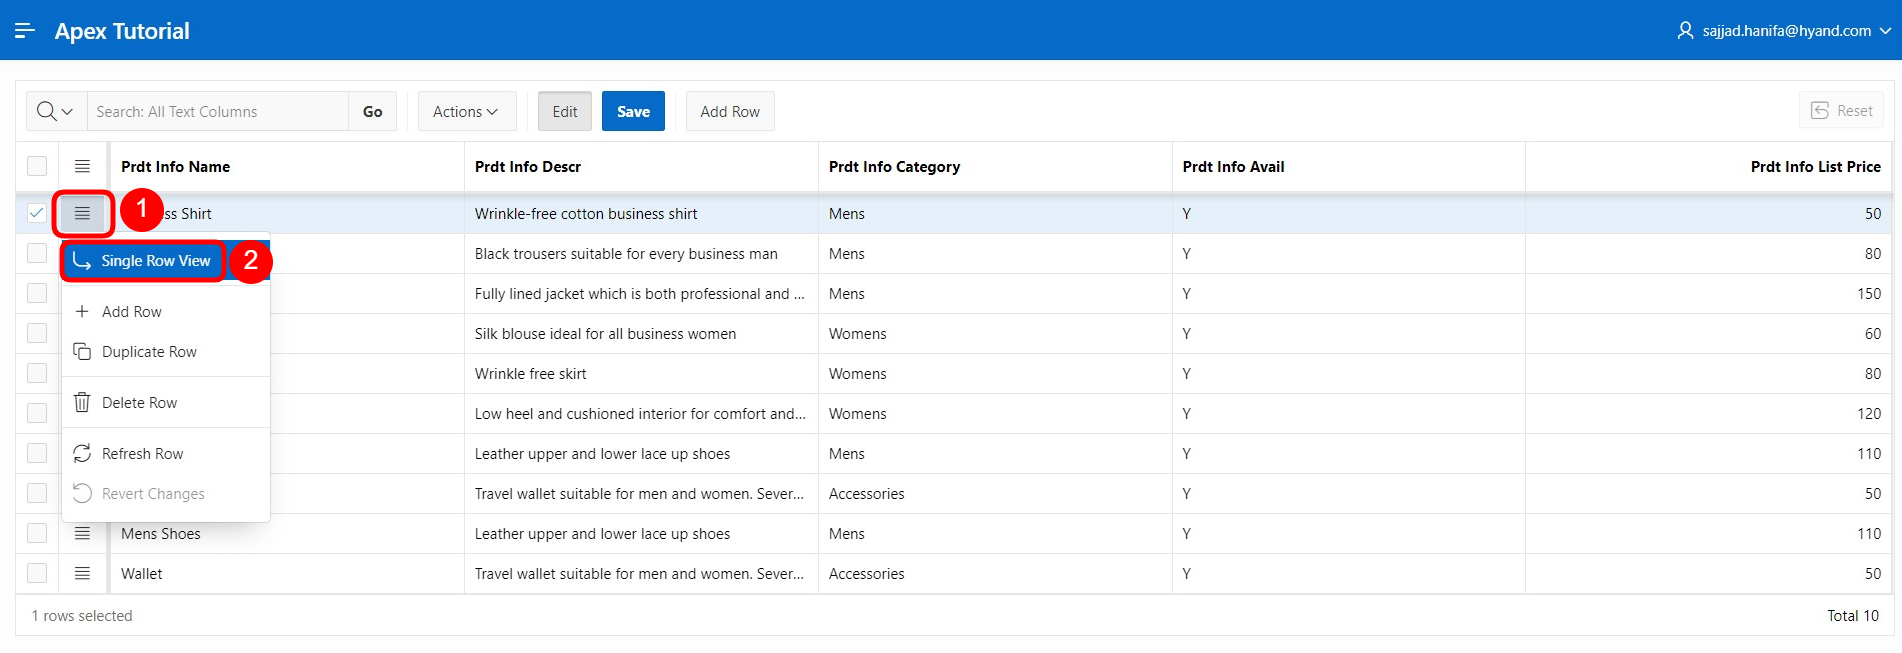 Apex Tutorial
sajjad.hanifa@hyand.com
Search: All Text Columns Go Actions Edit Save Add Row Reset
Prdt Info Name Prdt Info Descr Prdt Info Category Prdt Info Avail Prdt Info List Price
1 ss Shirt Wrinkle-free cotton business shirt Mens Y 50
Black trousers suitable for every business man Mens Y 80
Single Row View 2
Fully lined jacket which is both professional and ... Mens Y 150
Add Row
Silk blouse ideal for all business women Womens Y 60
Duplicate Row
Wrinkle free skirt Womens Y 80
Delete Row
Low heel and cushioned interior for comfort and... Womens Y 120
Refresh Row
Leather upper and lower lace up shoes Mens Y 110
Revert Changes
Travel wallet suitable for men and women. Sever... Accessories Y 50
Mens Shoes Leather upper and lower lace up shoes Mens Y 110
Wallet Travel wallet suitable for men and women. Sever... Accessories Y 50
1 rows selected Total 10